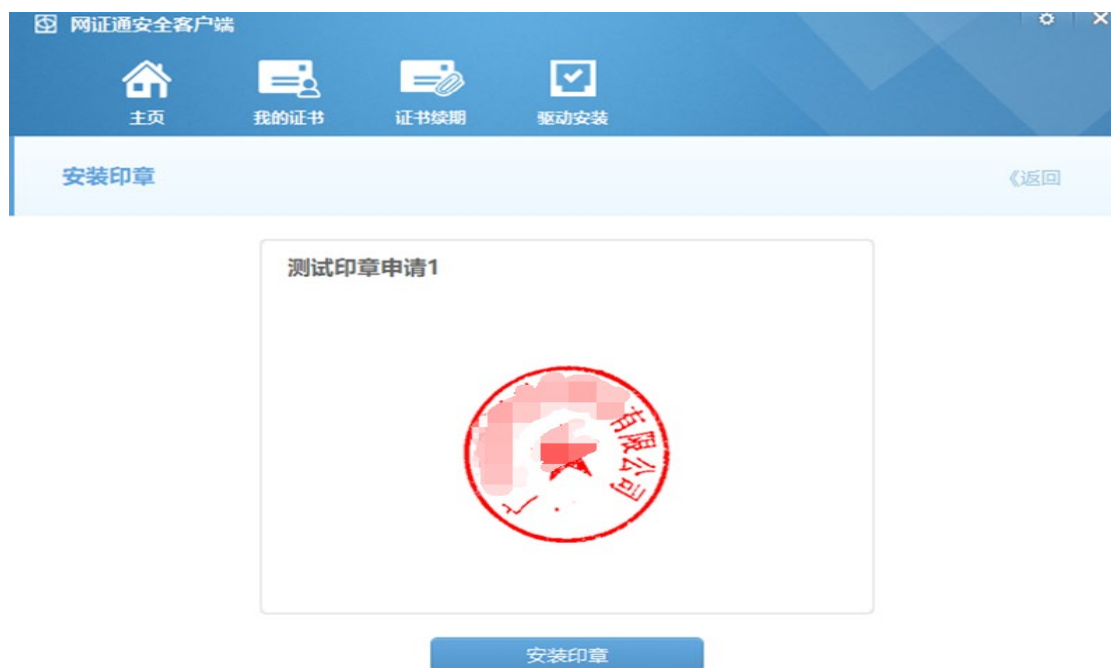 网证通安全客户端
主页
我的证书
证书续期
驱动安装
安装印章
《返回
测试印章申请1
广
有限公司
安装印章